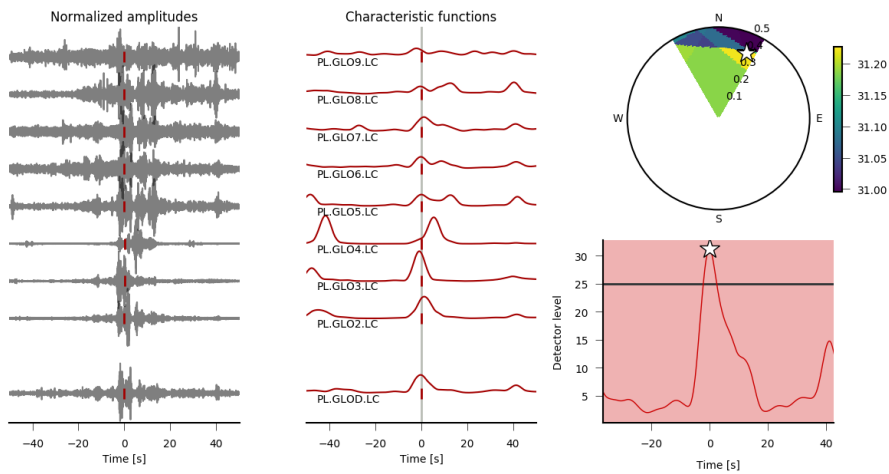 Normalized amplitudes
−40 −20 0 20 40
Time [s]
Characteristic functions
PL.GLO9.LC
PL.GLO8.LC
PL.GLO7.LC
PL.GLO6.LC
PL.GLO5.LC
PL.GLO4.LC
PL.GLO3.LC
PL.GLO2.LC
PL.GLOD.LC
−40 −20 0 20 40
Time [s]
N
W
E
S
0.5
0.4
0.3
0.2
0.1
31.20
31.15
31.10
31.05
31.00
Detector level
30
25
20
15
10
5
−20 0 20 40
Time [s]